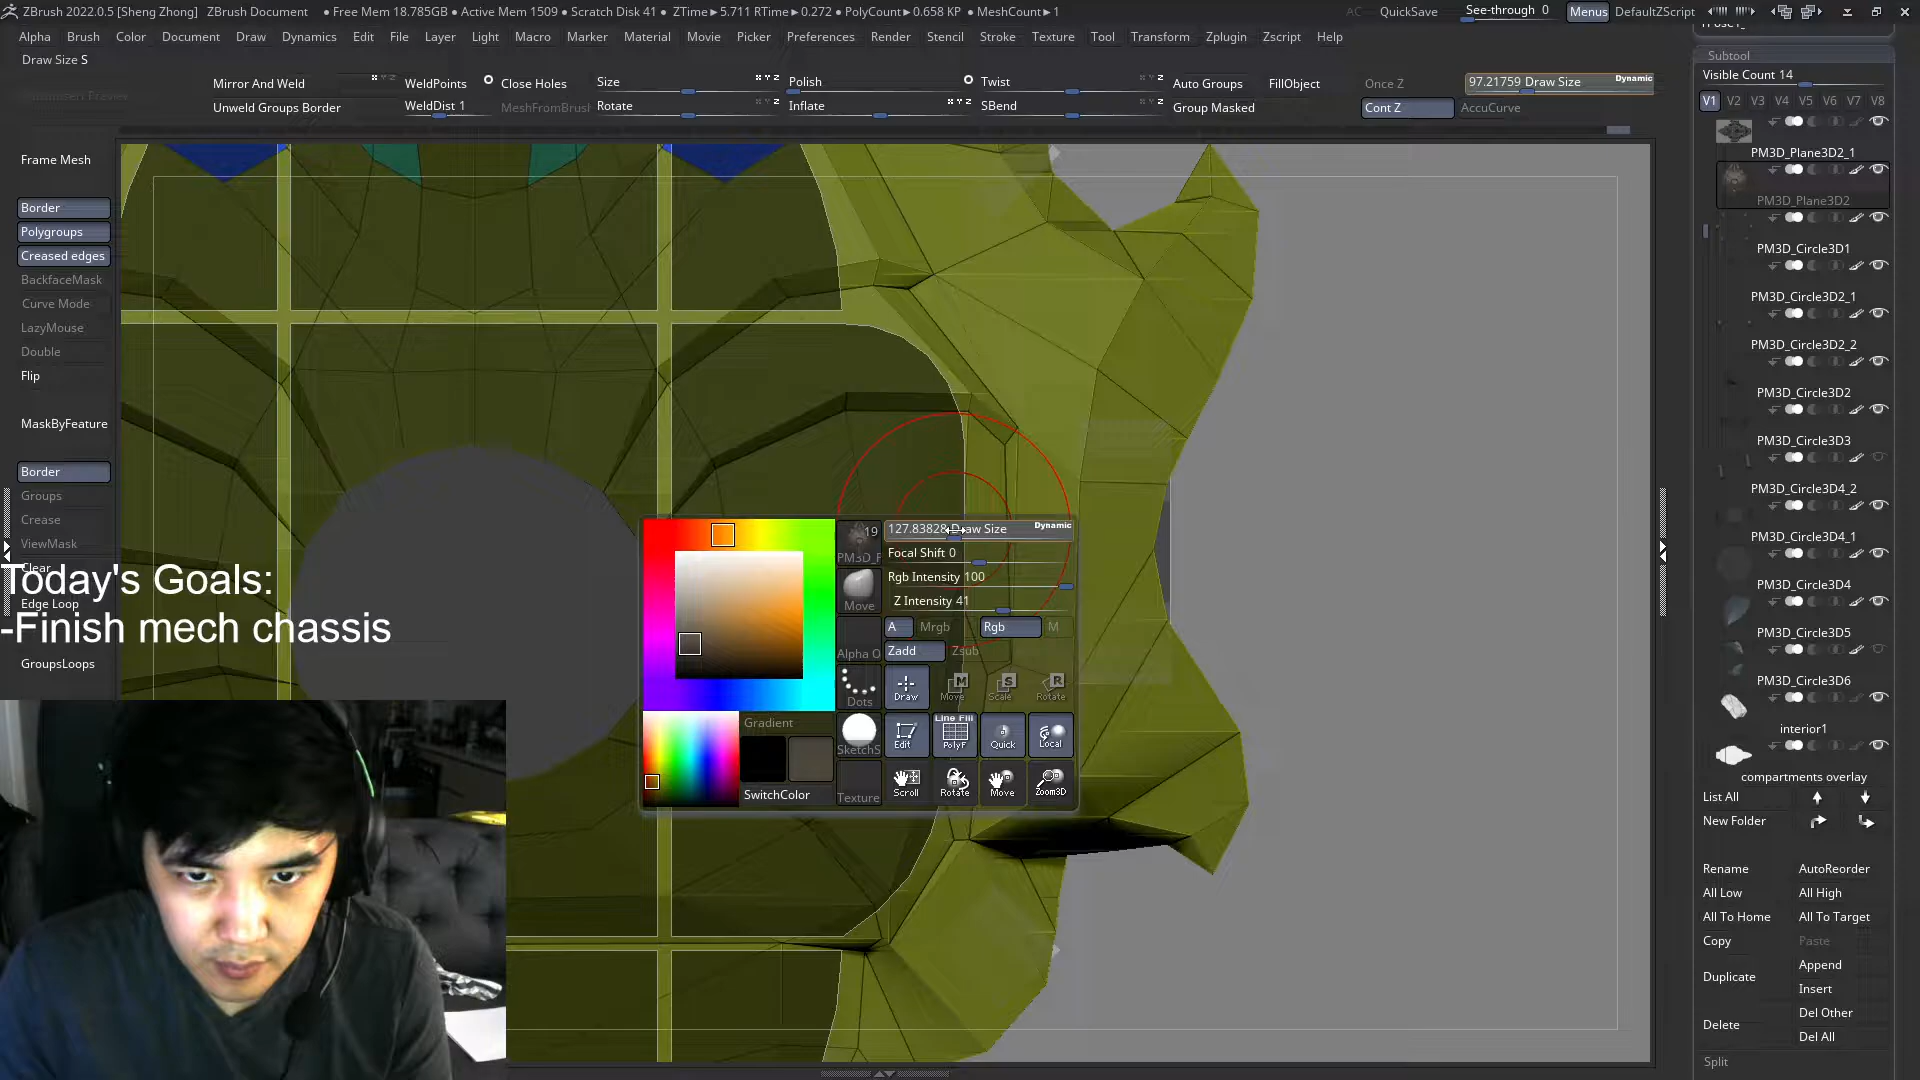 ZBrush 2022.0.5 [Sheng Zhong] ZBrush Document • Free Mem 18.785GB • Active Mem 1509 • Scratch Disk 41 • ZTime►5.711 RTime►0.272 • PolyCount►0.658 KP • MeshCount►1
AC QuickSave See-through 0 Menus DefaultZScript
Alpha Brush Color Document Draw Dynamics Edit File Layer Light Macro Marker Material Movie Picker Preferences Render Stencil Stroke Texture Tool Transform Zplugin Zscript Help
Draw Size S
Mirror And Weld WeldPoints Close Holes Size Polish Twist Auto Groups FillObject Once Z 97.21759 Draw Size Dynamic
Unweld Groups Border WeldDist 1 MeshFromBrush Rotate Inflate SBend Group Masked Cont Z AccuCurve
Frame Mesh
Border
Polygroups
Creased edges
BackfaceMask
Curve Mode
LazyMouse
Double
Flip
MaskByFeature
Border
Groups
Crease
ViewMask
Clear
Edge Loop
GroupsLoops
Today's Goals:
-Finish mech chassis
19
PM3D_P
Move
Alpha O
Dots
SketchS
Texture
127.83828 Draw Size Dynamic
Focal Shift 0
Rgb Intensity 100
Z Intensity 41
A Mrgb Rgb M
Zadd Zsub
Draw Move Scale Rotate
M S R
Edit Line Fill PolyF Quick Local
Scroll Rotate Move Zoom3D
Gradient
SwitchColor
Subtool
Visible Count 14
V1 V2 V3 V4 V5 V6 V7 V8
PM3D_Plane3D2_1
PM3D_Plane3D2
PM3D_Circle3D1
PM3D_Circle3D2_1
PM3D_Circle3D2_2
PM3D_Circle3D2
PM3D_Circle3D3
PM3D_Circle3D4_2
PM3D_Circle3D4_1
PM3D_Circle3D4
PM3D_Circle3D5
PM3D_Circle3D6
interior1
compartments overlay
List All
New Folder
Rename AutoReorder
All Low All High
All To Home All To Target
Copy Paste
Append
Duplicate
Insert
Del Other
Delete
Del All
Split